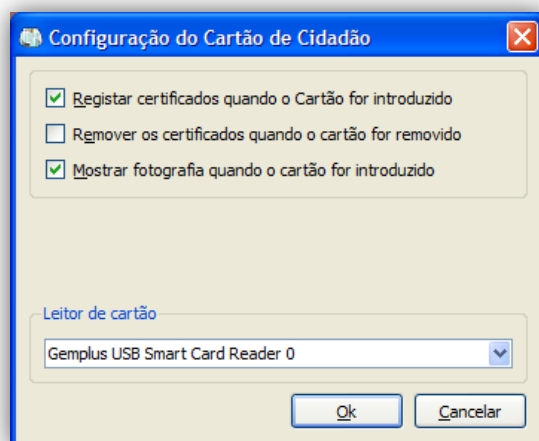 Configuração do Cartão de Cidadão
Registar certificados quando o Cartão for introduzido
Remover os certificados quando o cartão for removido
Mostrar fotografia quando o cartão for introduzido
Leitor de cartão
Gemplus USB Smart Card Reader 0
Ok
Cancelar